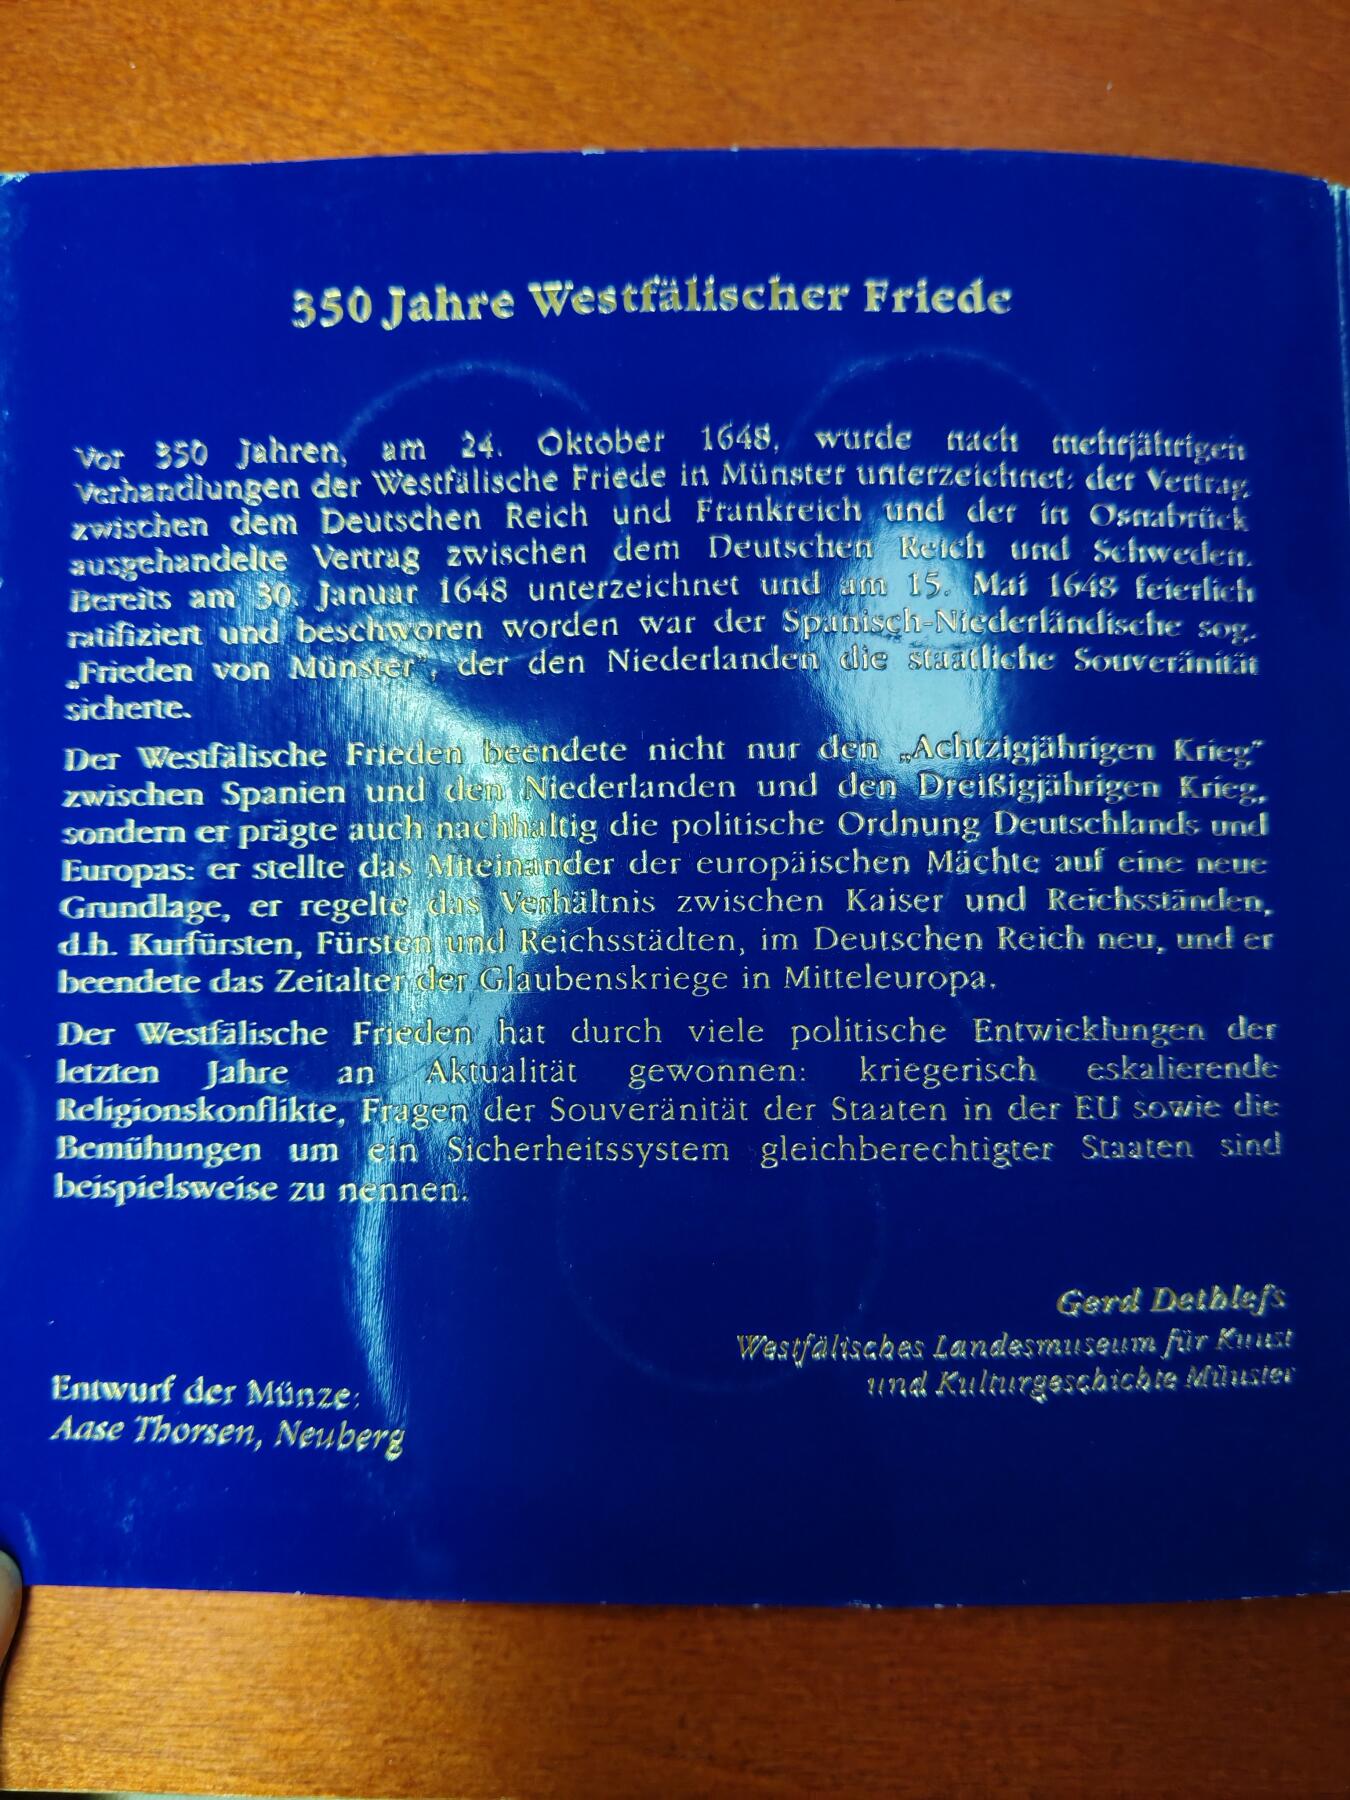 350 Jahre Westfälischer Friede
Vor 350 Jahren, am 24. Oktober 1648, wurde nach mehrjährigen
Verhandlungen der Westfälische Friede in Münster unterzeichnet: der Vertrag
zwischen dem Deutschen Reich und Frankreich und der in Osnabrück
ausgehandelte Vertrag zwischen dem Deutschen Reich und Schweden.
Bereits am 30. Januar 1648 unterzeichnet und am 15. Mai 1648 feierlich
ratifiziert und beschworen worden war der Spanisch-Niederländische sog.
„Frieden von Münster“, der den Niederlanden die staatliche Souveränität
sicherte.
Der Westfälische Frieden beendete nicht nur den „Achtzigjährigen Krieg“
zwischen Spanien und den Niederlanden und den Dreißigjährigen Krieg,
sondern er prägte auch nachhaltig die politische Ordnung Deutschlands und
Europas: er stellte das Miteinander der europäischen Mächte auf eine neue
Grundlage, er regelte das Verhältnis zwischen Kaiser und Reichsständen,
d.h. Kurfürsten, Fürsten und Reichsstädten, im Deutschen Reich neu, und er
beendete das Zeitalter der Glaubenskriege in Mitteleuropa.
Der Westfälische Frieden hat durch viele politische Entwicklungen der
letzten Jahre an Aktualität gewonnen: kriegerisch eskalierende
Religionskonflikte, Fragen der Souveränität der Staaten in der EU sowie die
Bemühungen um ein Sicherheitssystem gleichberechtigter Staaten sind
beispielsweise zu nennen.
Gerd Dethlefs
Westfälisches Landesmuseum für Kunst
und Kulturgeschichte Münster
Entwurf der Münze:
Aase Thorsen, Neuberg